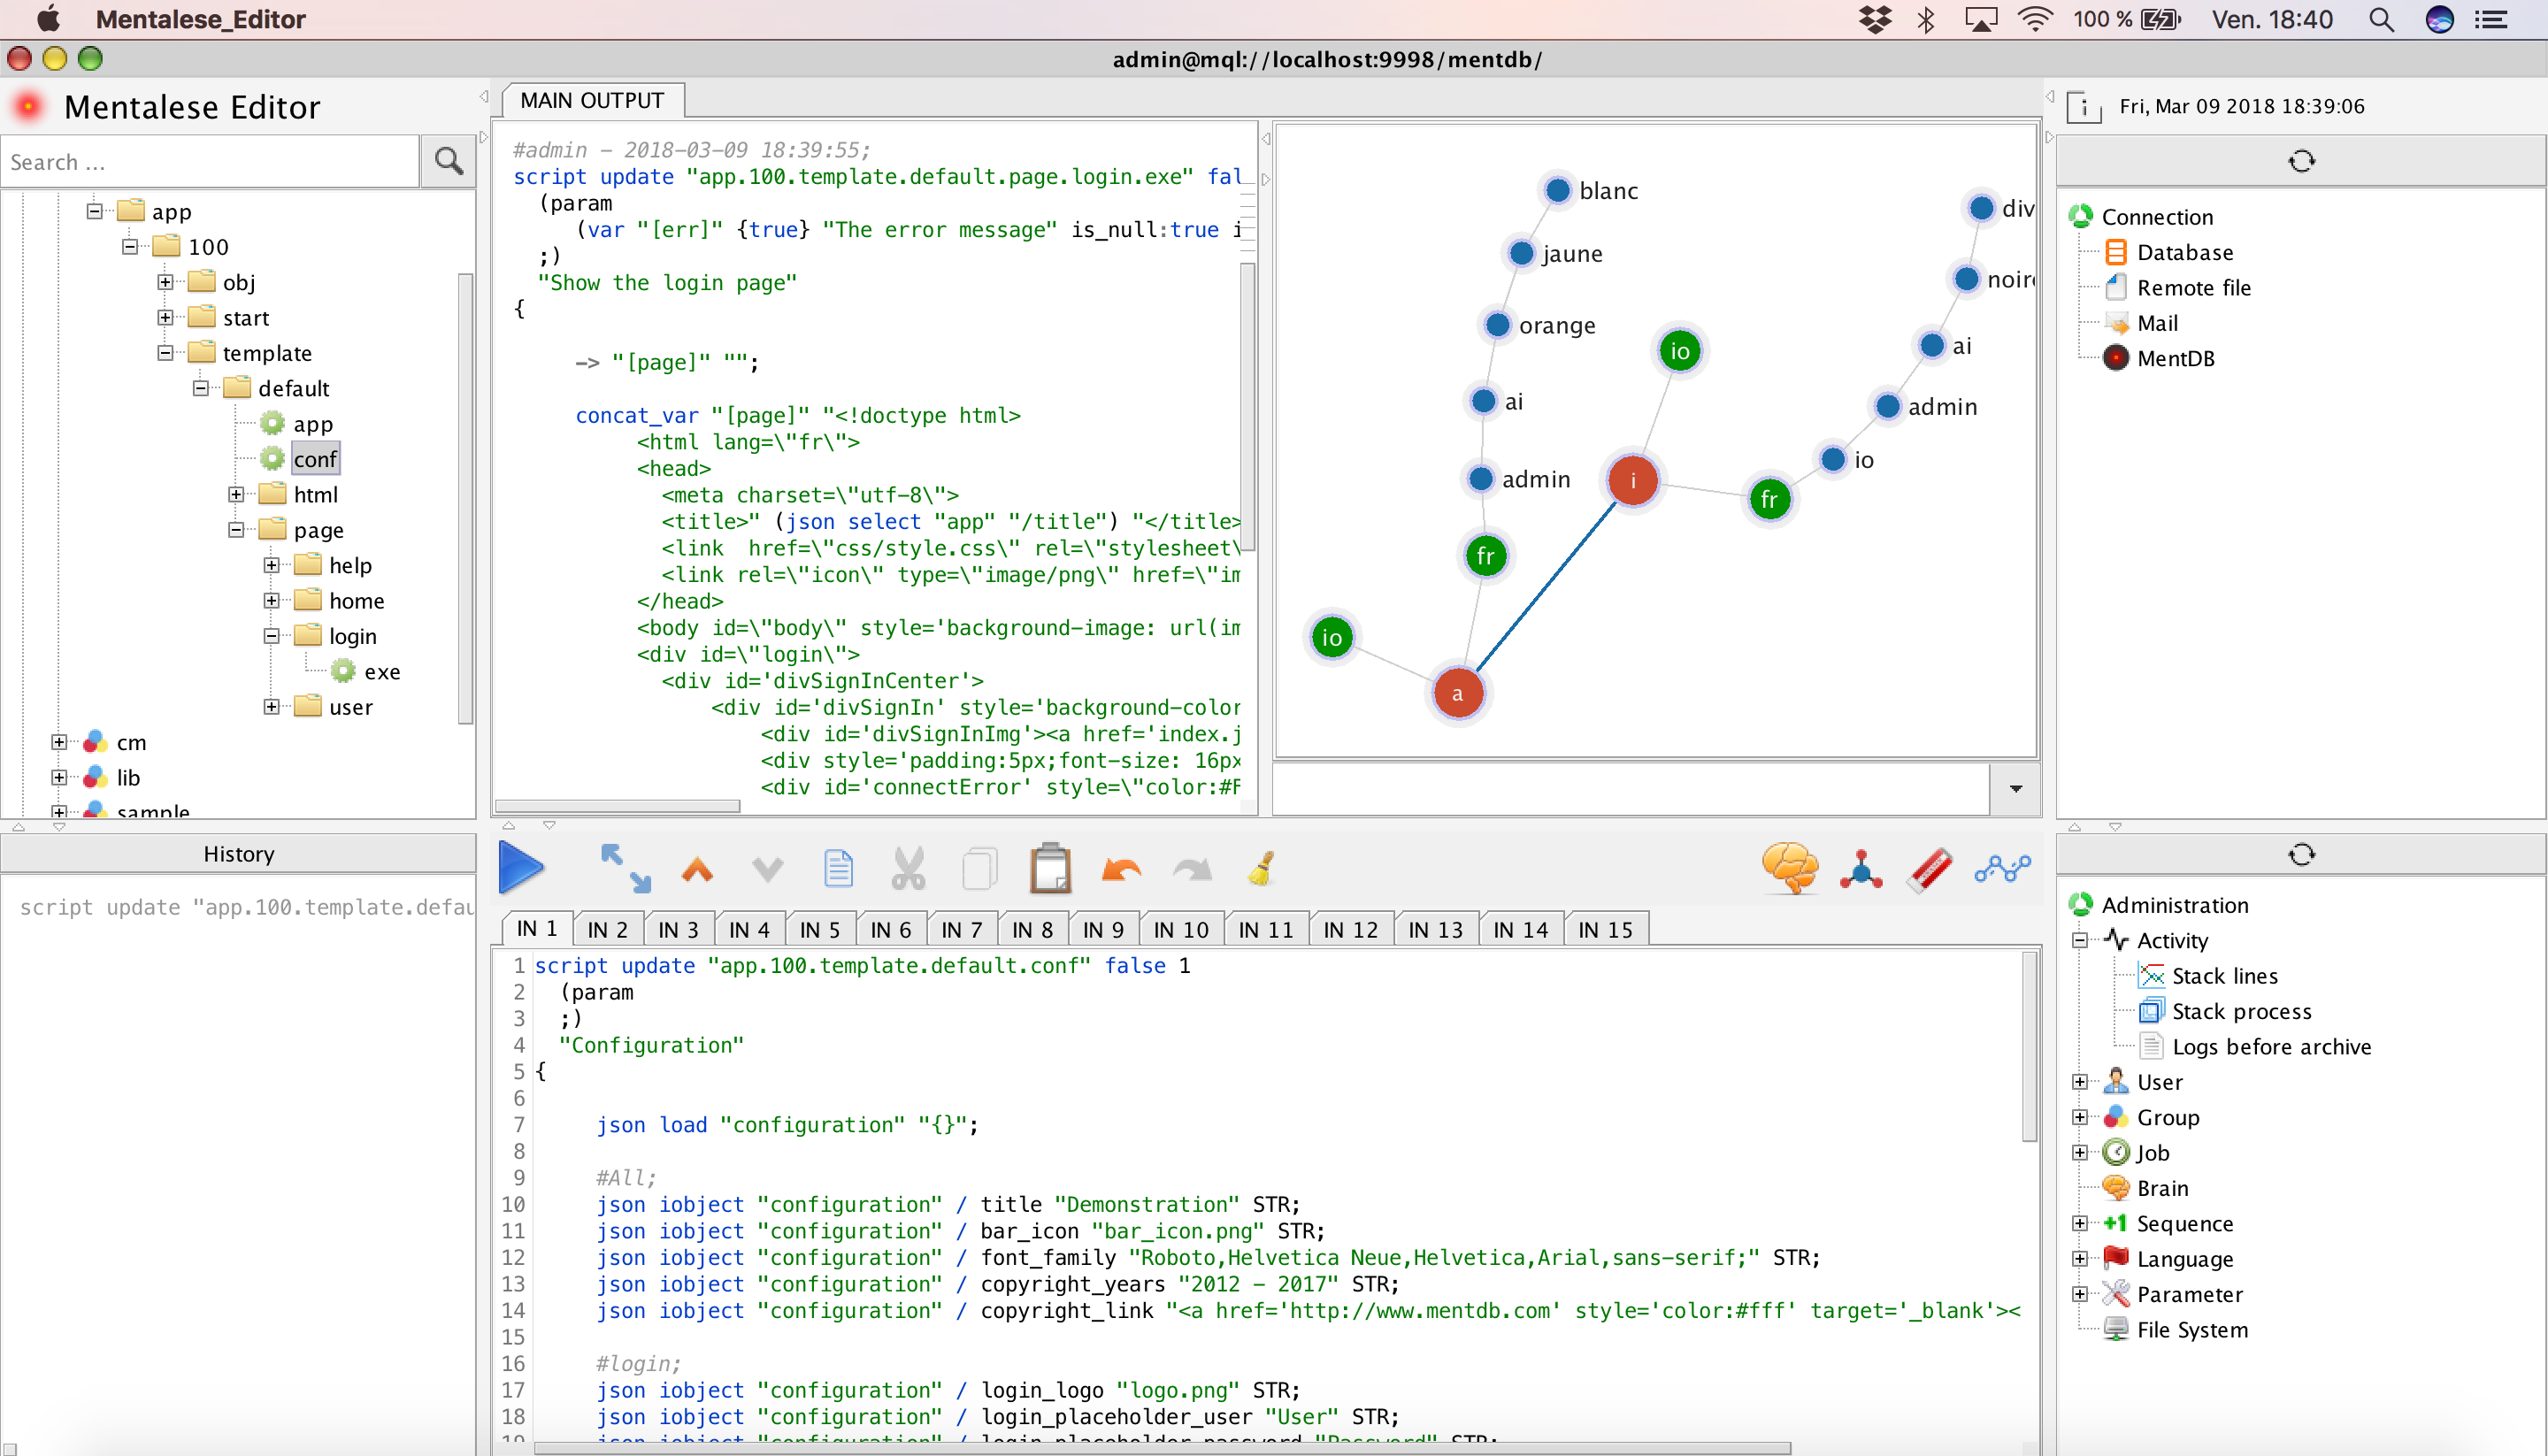 Mentalese_Editor
100 %
Ven. 18:40
admin@mql://localhost:9998/mentdb/
Mentalese Editor
Search ...
app
100
obj
start
template
default
app
conf
html
page
help
home
login
exe
user
cm
lib
sample
History
script update "app.100.template.defau
MAIN OUTPUT
#admin - 2018-03-09 18:39:55;
script update "app.100.template.default.page.login.exe" fal
(param
(var "[err]" {true} "The error message" is_null:true i
;)
"Show the login page"
{
-> "[page]" "";
concat_var "[page]" "<!doctype html>
<html lang=\"fr\">
<head>
<meta charset=\"utf-8\">
<title>" (json select "app" "/title") "</title>
<link  href=\"css/style.css\" rel=\"stylesheet\
<link rel=\"icon\" type=\"image/png\" href=\"im
</head>
<body id=\"body\" style='background-image: url(im
<div id=\"login\">
<div id='divSignInCenter'>
<div id='divSignIn' style='background-color
<div id='divSignInImg'><a href='index.j
<div style='padding:5px;font-size: 16px
<div id='connectError' style=\"color:#F
blanc
jaune
orange
ai
admin
fr
io
a
i
io
fr
io
admin
ai
noir
div
IN 1
IN 2
IN 3
IN 4
IN 5
IN 6
IN 7
IN 8
IN 9
IN 10
IN 11
IN 12
IN 13
IN 14
IN 15
1 script update "app.100.template.default.conf" false 1
2 (param
3 ;)
4 "Configuration"
5 {
6
7 json load "configuration" "{}";
8
9 #All;
10 json iobject "configuration" / title "Demonstration" STR;
11 json iobject "configuration" / bar_icon "bar_icon.png" STR;
12 json iobject "configuration" / font_family "Roboto,Helvetica Neue,Helvetica,Arial,sans-serif;" STR;
13 json iobject "configuration" / copyright_years "2012 - 2017" STR;
14 json iobject "configuration" / copyright_link "<a href='http://www.mentdb.com' style='color:#fff' target='_blank'><
15
16 #login;
17 json iobject "configuration" / login_logo "logo.png" STR;
18 json iobject "configuration" / login_placeholder_user "User" STR;
19 json iobject "configuration" / login_placeholder_password "Password" STR;
i
Fri, Mar 09 2018 18:39:06
Connection
Database
Remote file
Mail
MentDB
Administration
Activity
Stack lines
Stack process
Logs before archive
User
Group
Job
Brain
+1 Sequence
Language
Parameter
File System